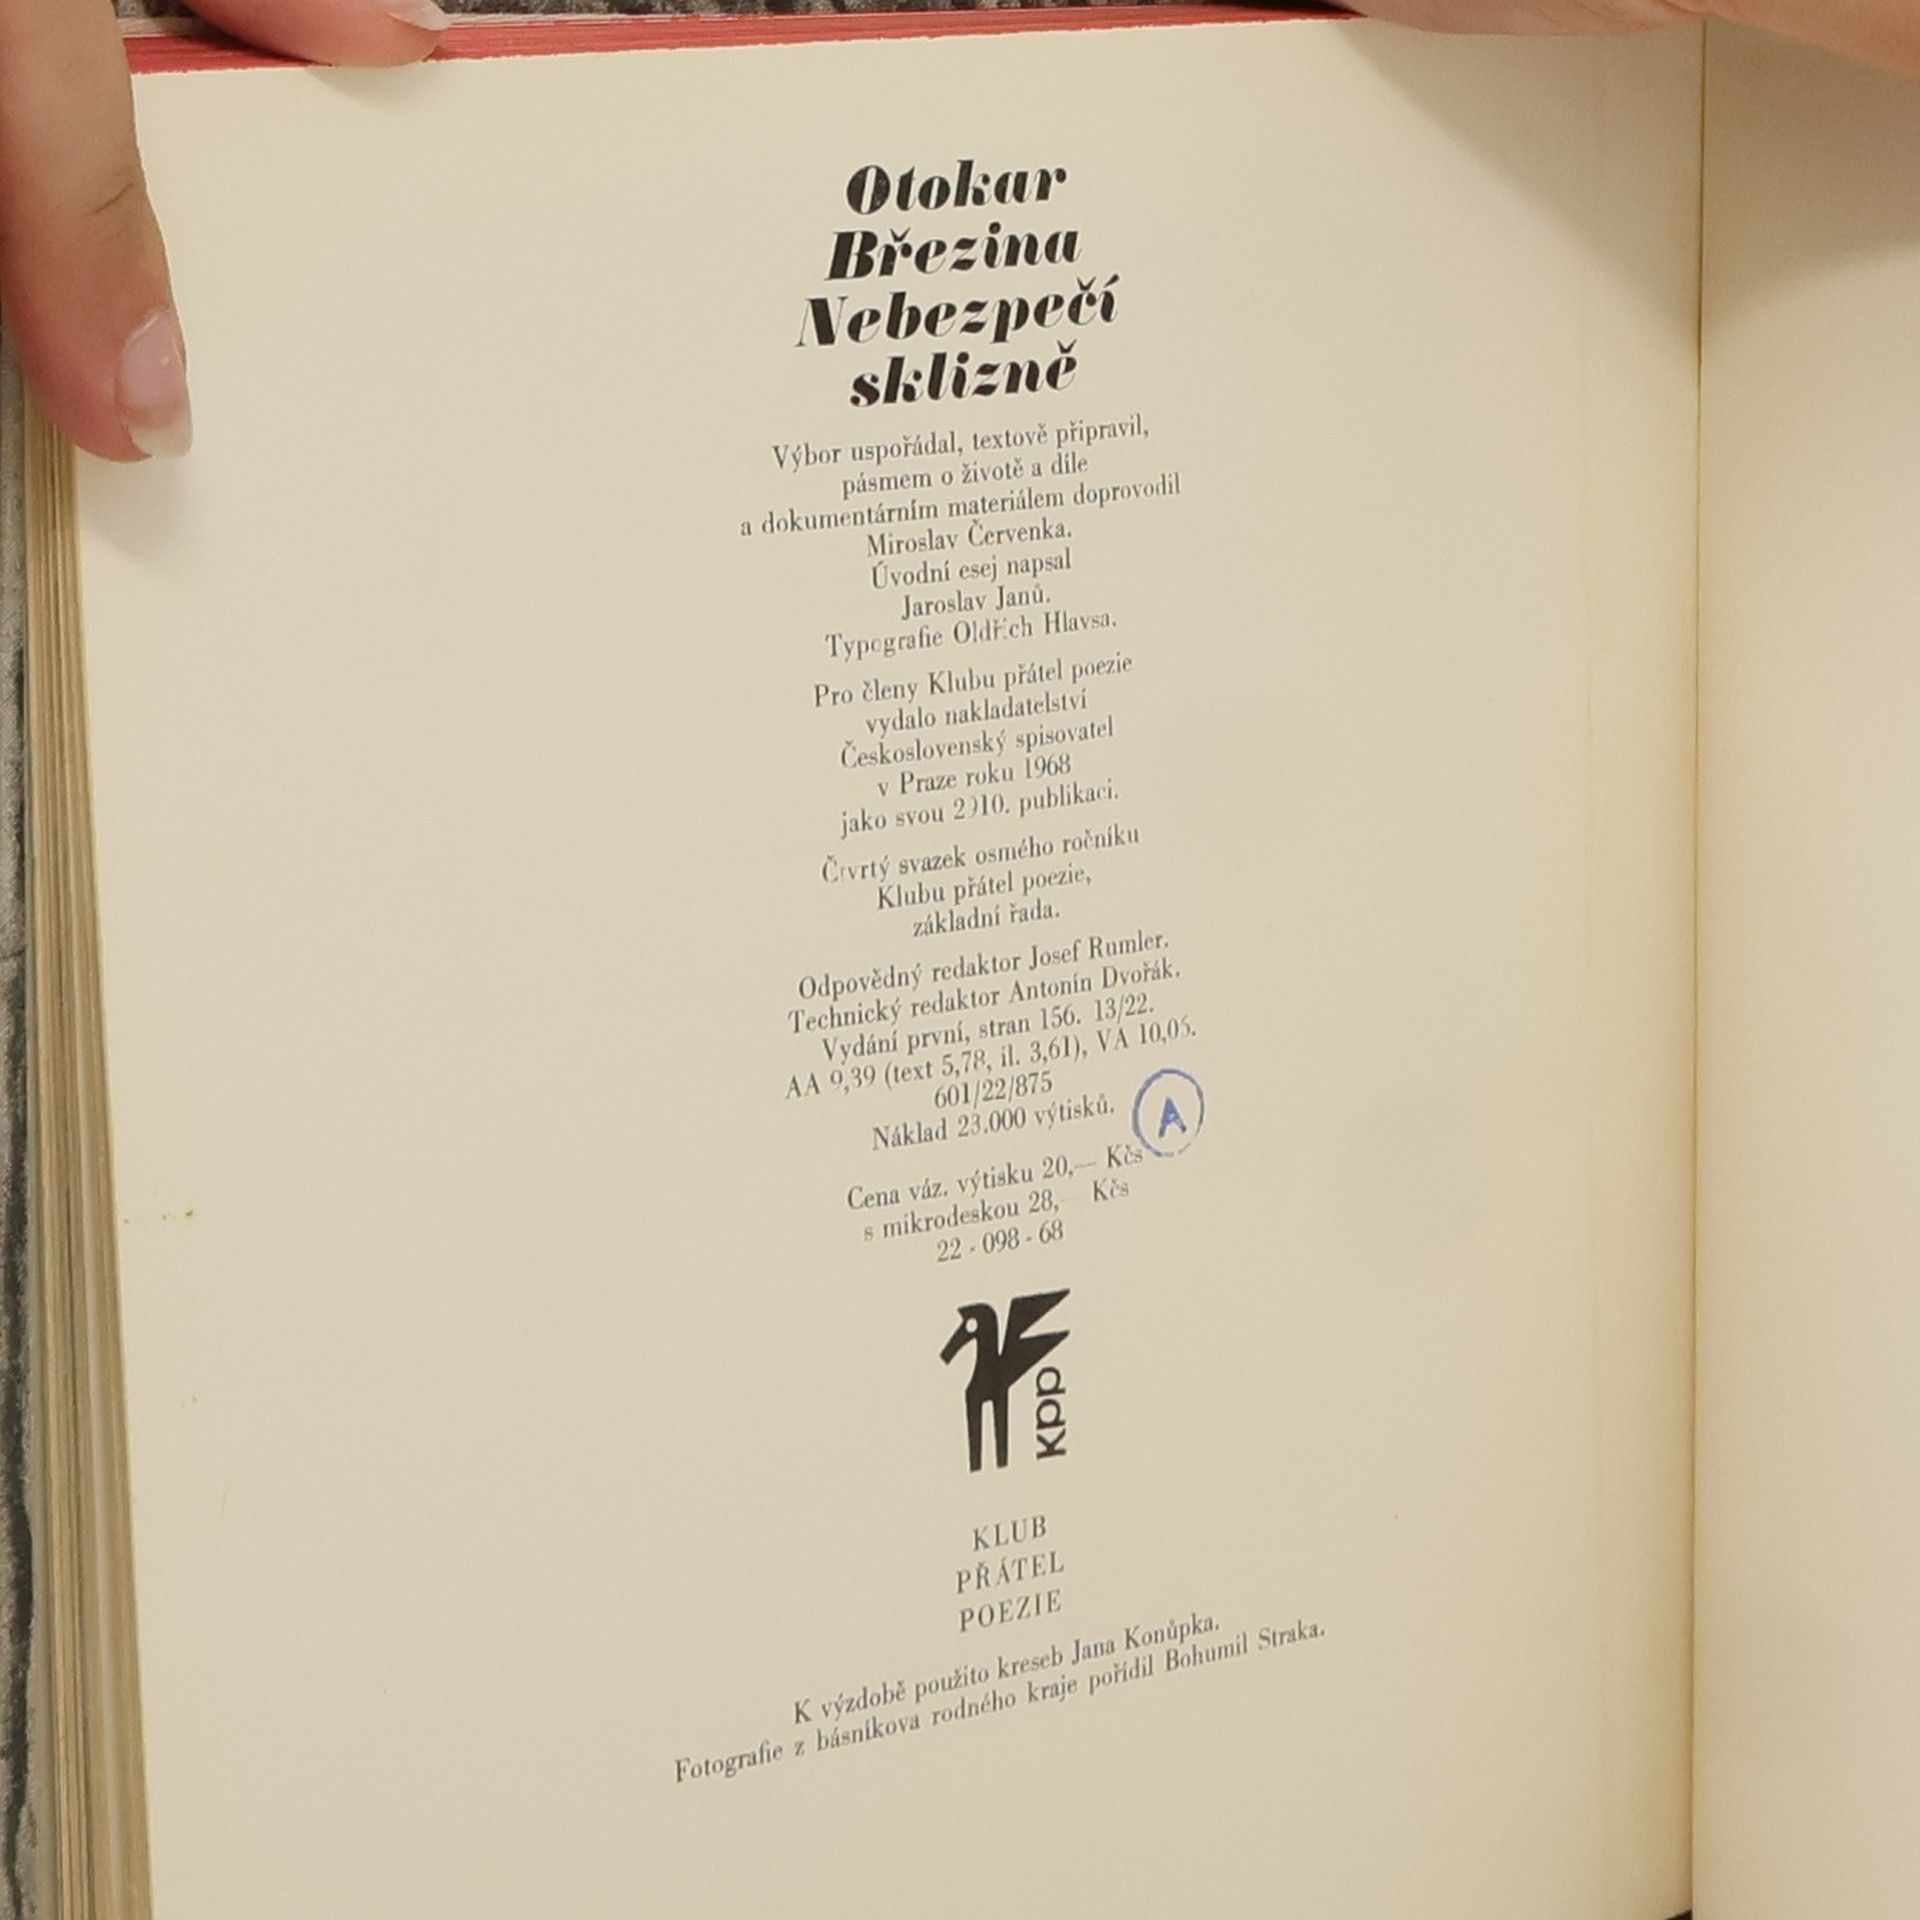 Otokar
Březina
Nebezpečí
sklizně
Výbor uspořádal, textově připravil,
pásmem o životě a díle
a dokumentárním materiálem doprovodil
Miroslav Červenka.
Úvodní esej napsal
Jaroslav Janů.
Typografie Oldřich Hlavsa.
Pro členy Klubu přátel poezie
vydalo nakladatelství
Československý spisovatel
v Praze roku 1968
jako svou 2010. publikaci.
Čtvrtý svazek osmého ročníku
Klubu přátel poezie,
základní řada.
Odpovědný redaktor Josef Rumler.
Technický redaktor Antonín Dvořák.
Vydání první, stran 156. 13/22.
AA 9,39 (text 5,78, il. 3,61), VA 10,05.
601/22/875
Náklad 23.000 výtisků.
A
Cena váz. výtisku 20,— Kčs
s mikrodeskou 28,— Kčs
22 - 098 - 68
kpp
KLUB
PŘÁTEL
POEZIE
K výzdobě použito kreseb Jana Konůpka.
Fotografie z básníkova rodného kraje pořídil Bohumil Straka.